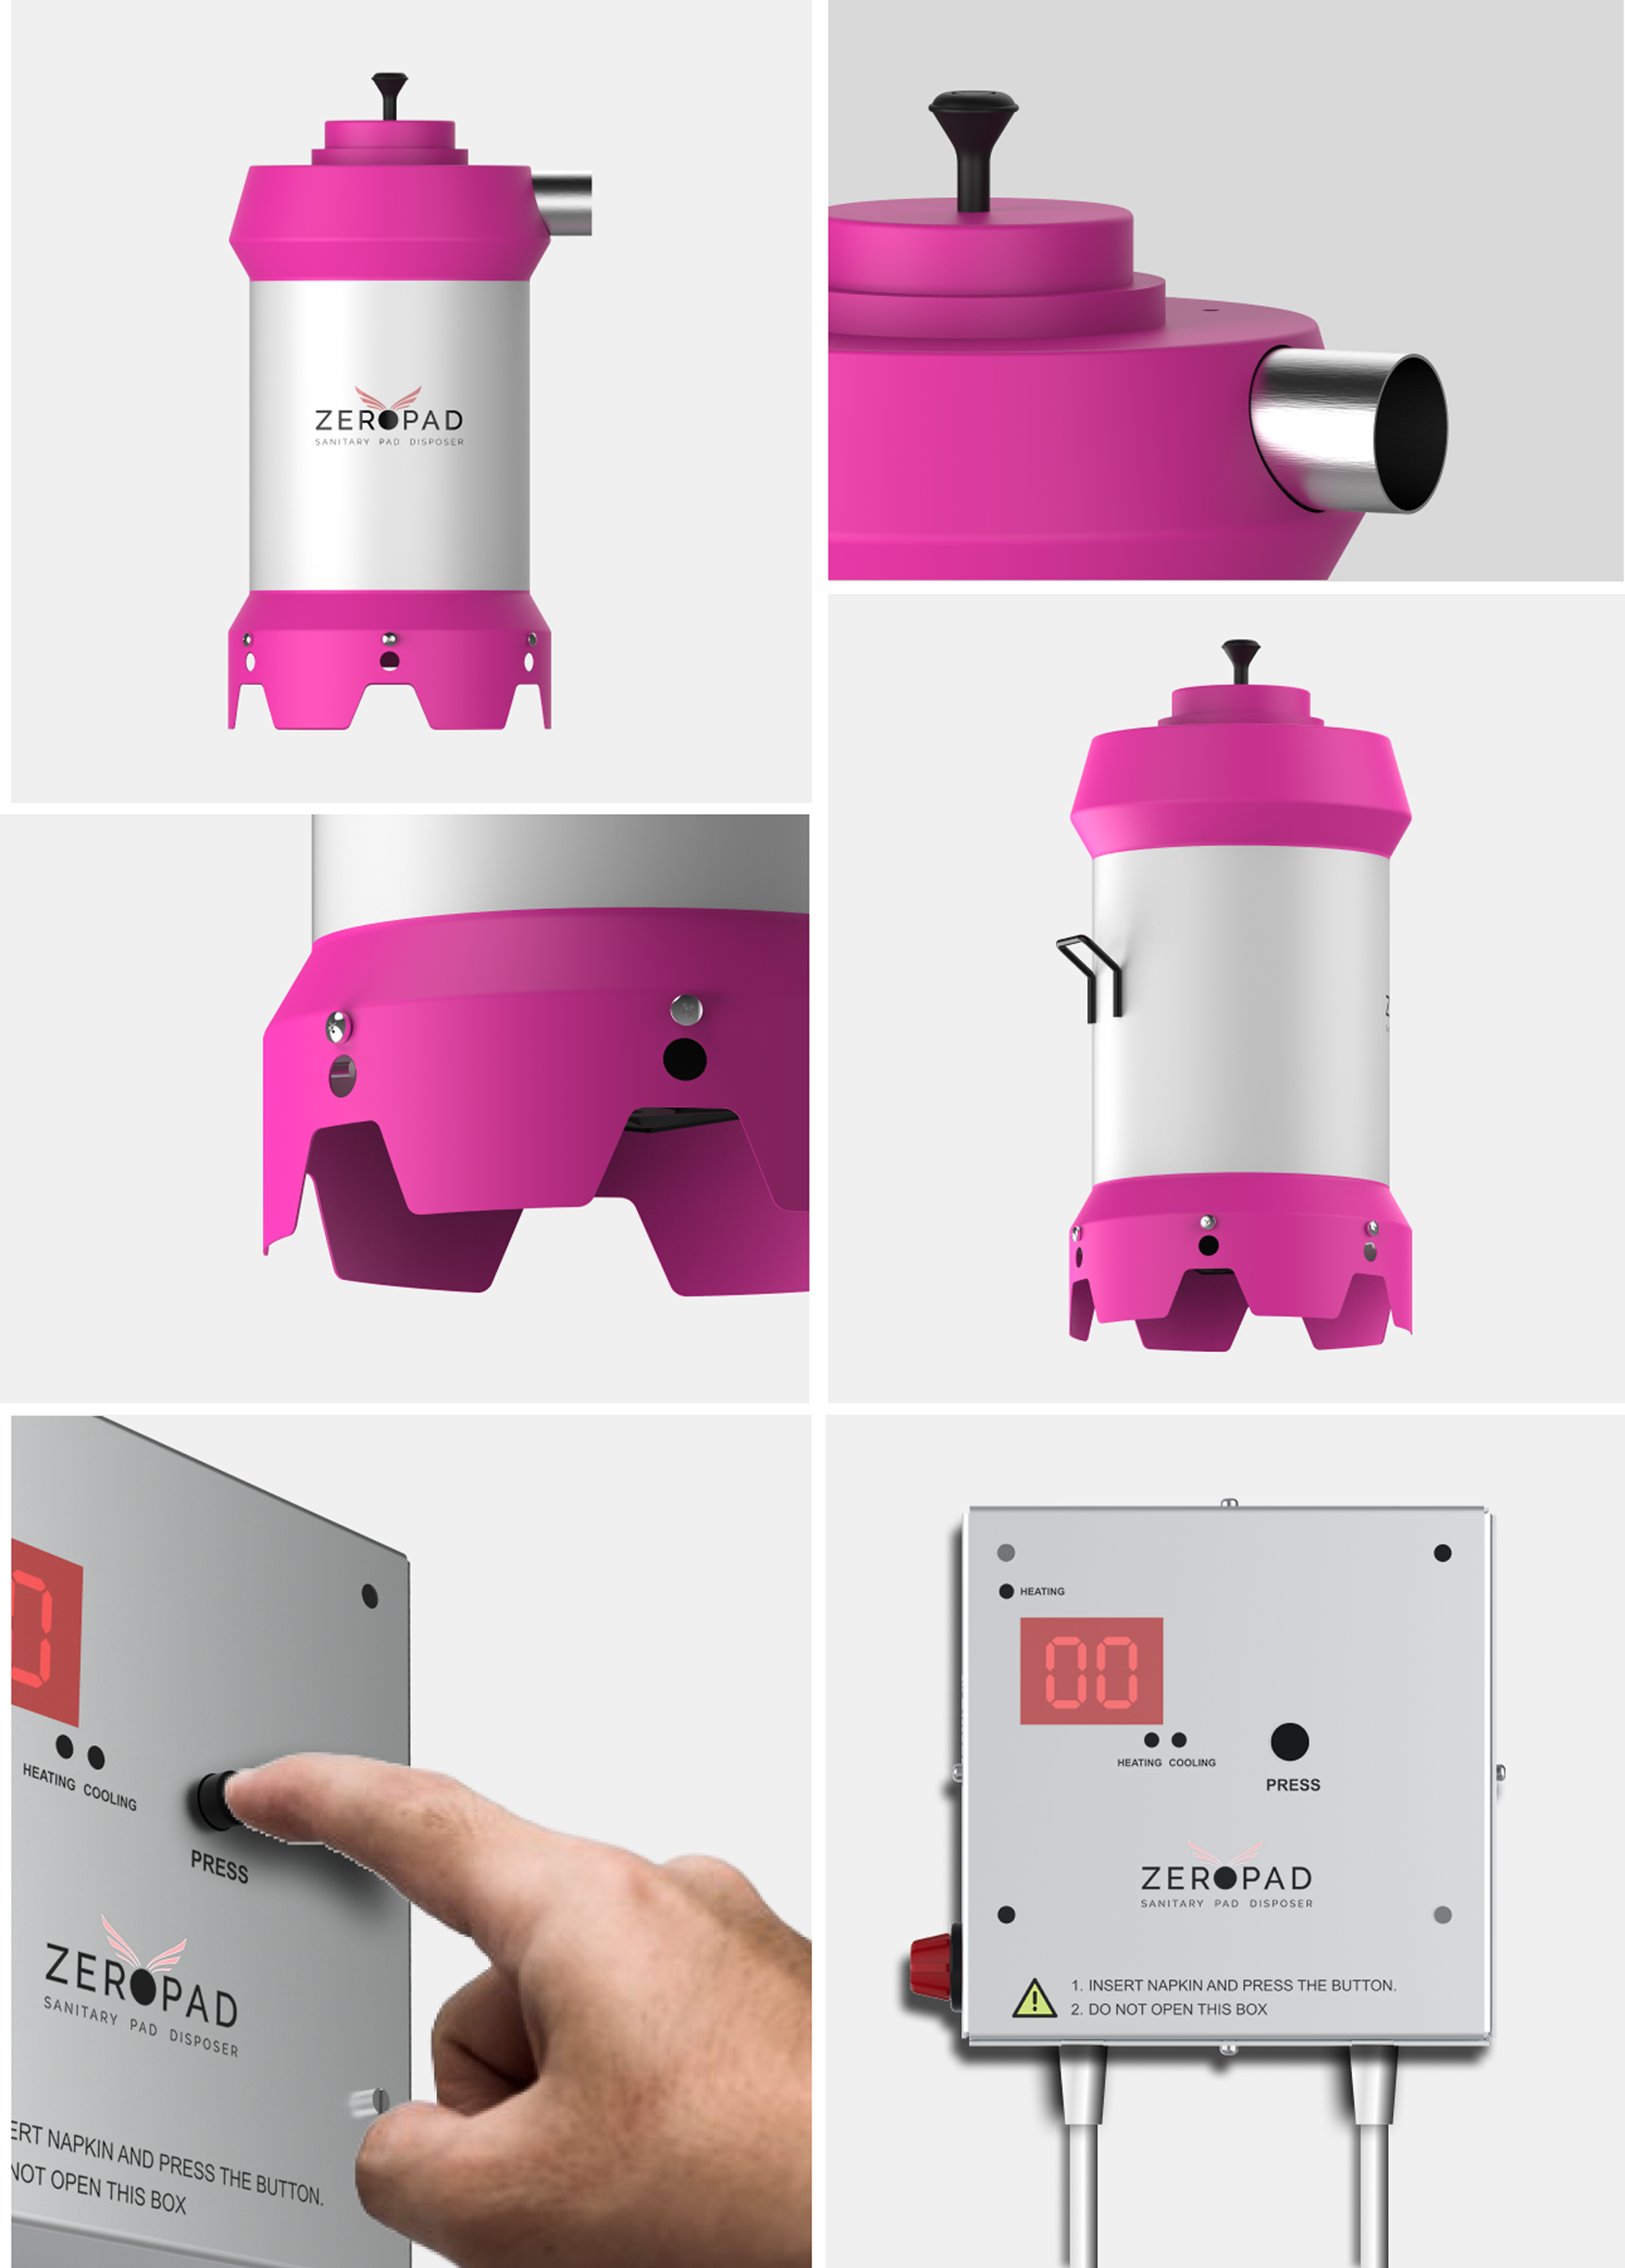 ZEROPAD
SANITARY PAD DISPOSER
0
HEATING COOLING
PRESS
ZEROPAD
SANITARY PAD DISPOSER
ERT NAPKIN AND PRESS THE BUTTON.
NOT OPEN THIS BOX
HEATING
00
HEATING COOLING
PRESS
ZEROPAD
SANITARY PAD DISPOSER
1. INSERT NAPKIN AND PRESS THE BUTTON.
2. DO NOT OPEN THIS BOX